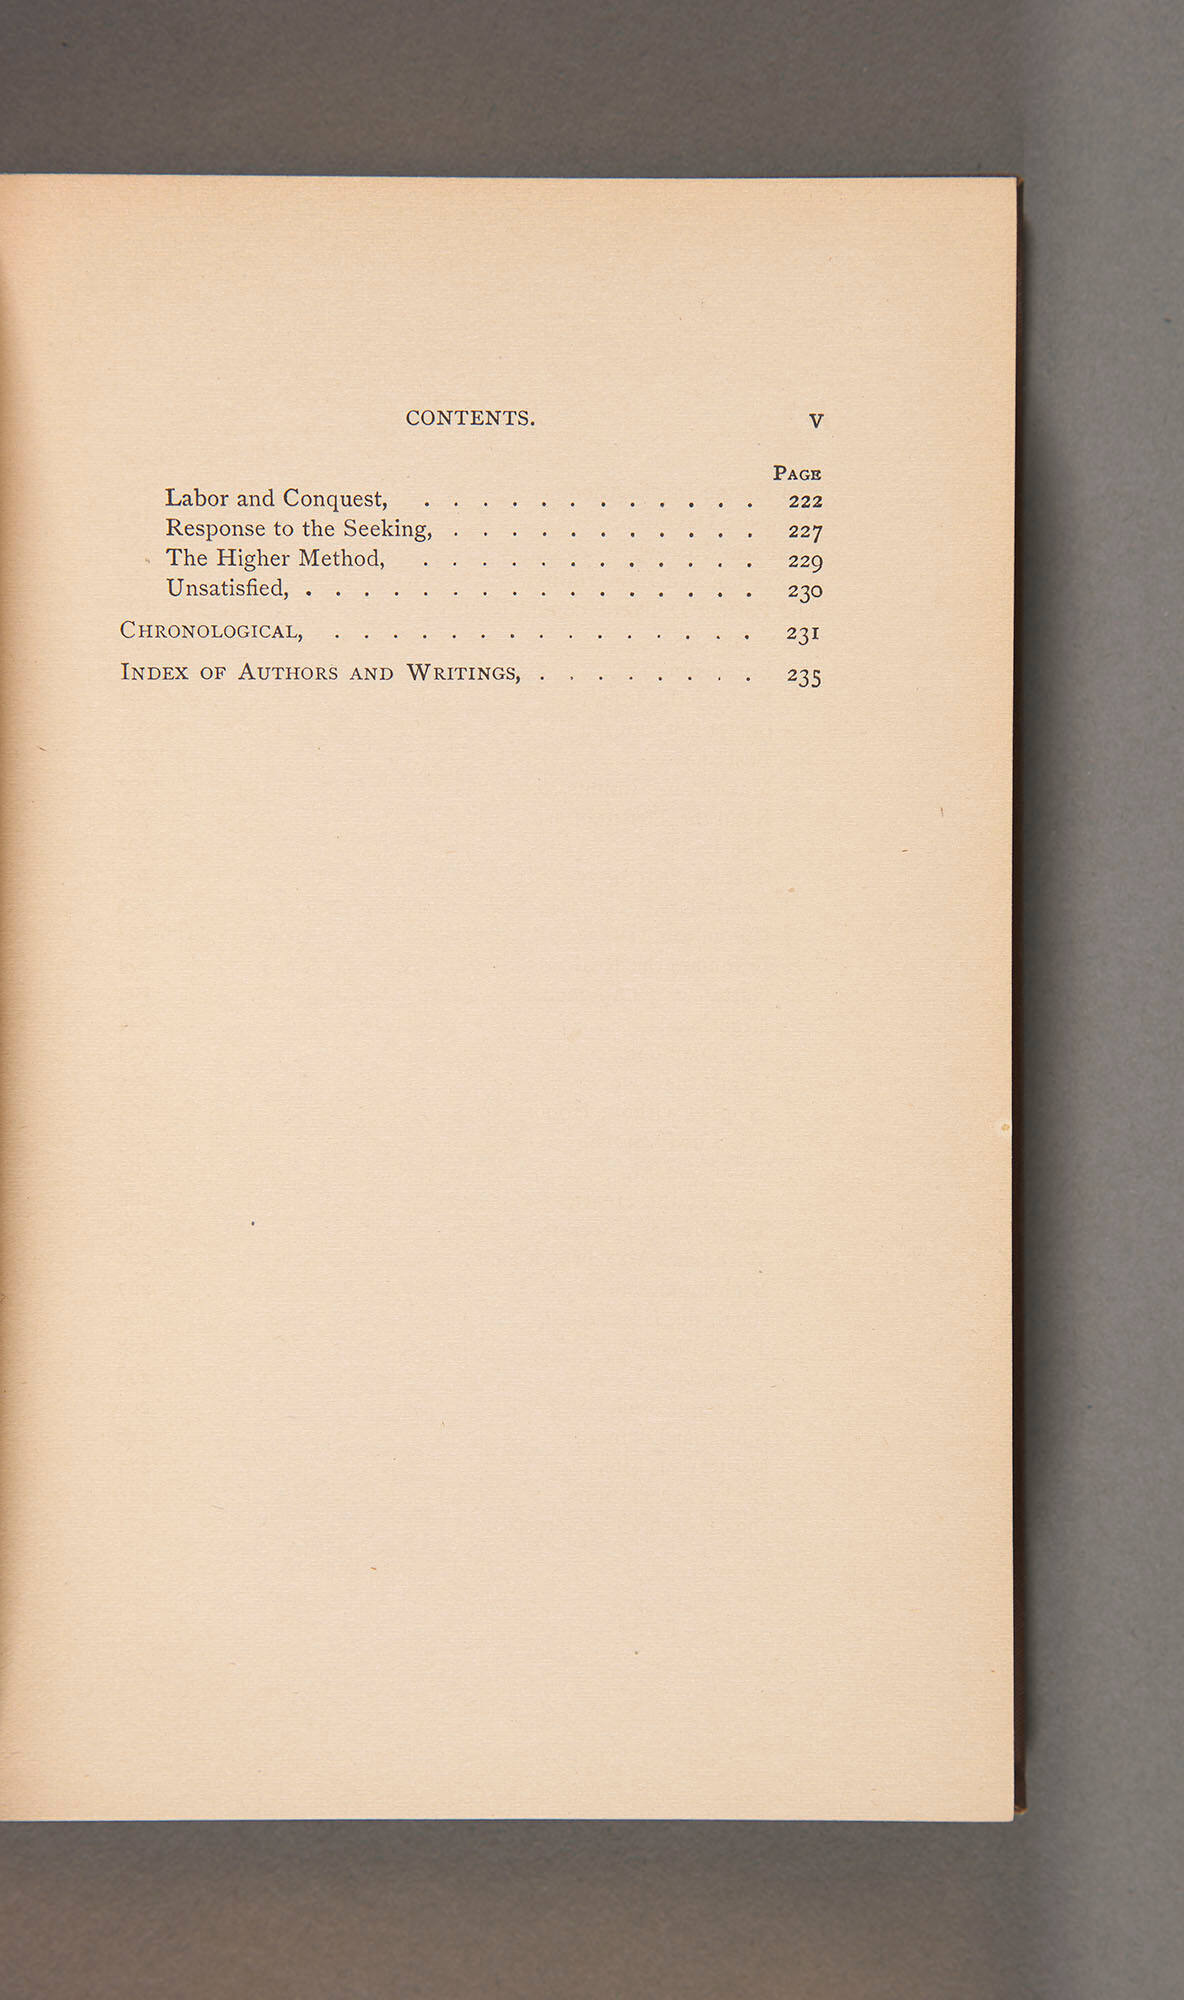 CONTENTS. V
PAGE
Labor and Conquest, . . . . . . . . . . . . 222
Response to the Seeking, . . . . . . . . . . . 227
The Higher Method, . . . . . . . . . . . . 229
Unsatisfied, . . . . . . . . . . . . . . . . 230
CHRONOLOGICAL, . . . . . . . . . . . . . . . 231
INDEX OF AUTHORS AND WRITINGS, . . . . . . . . 235